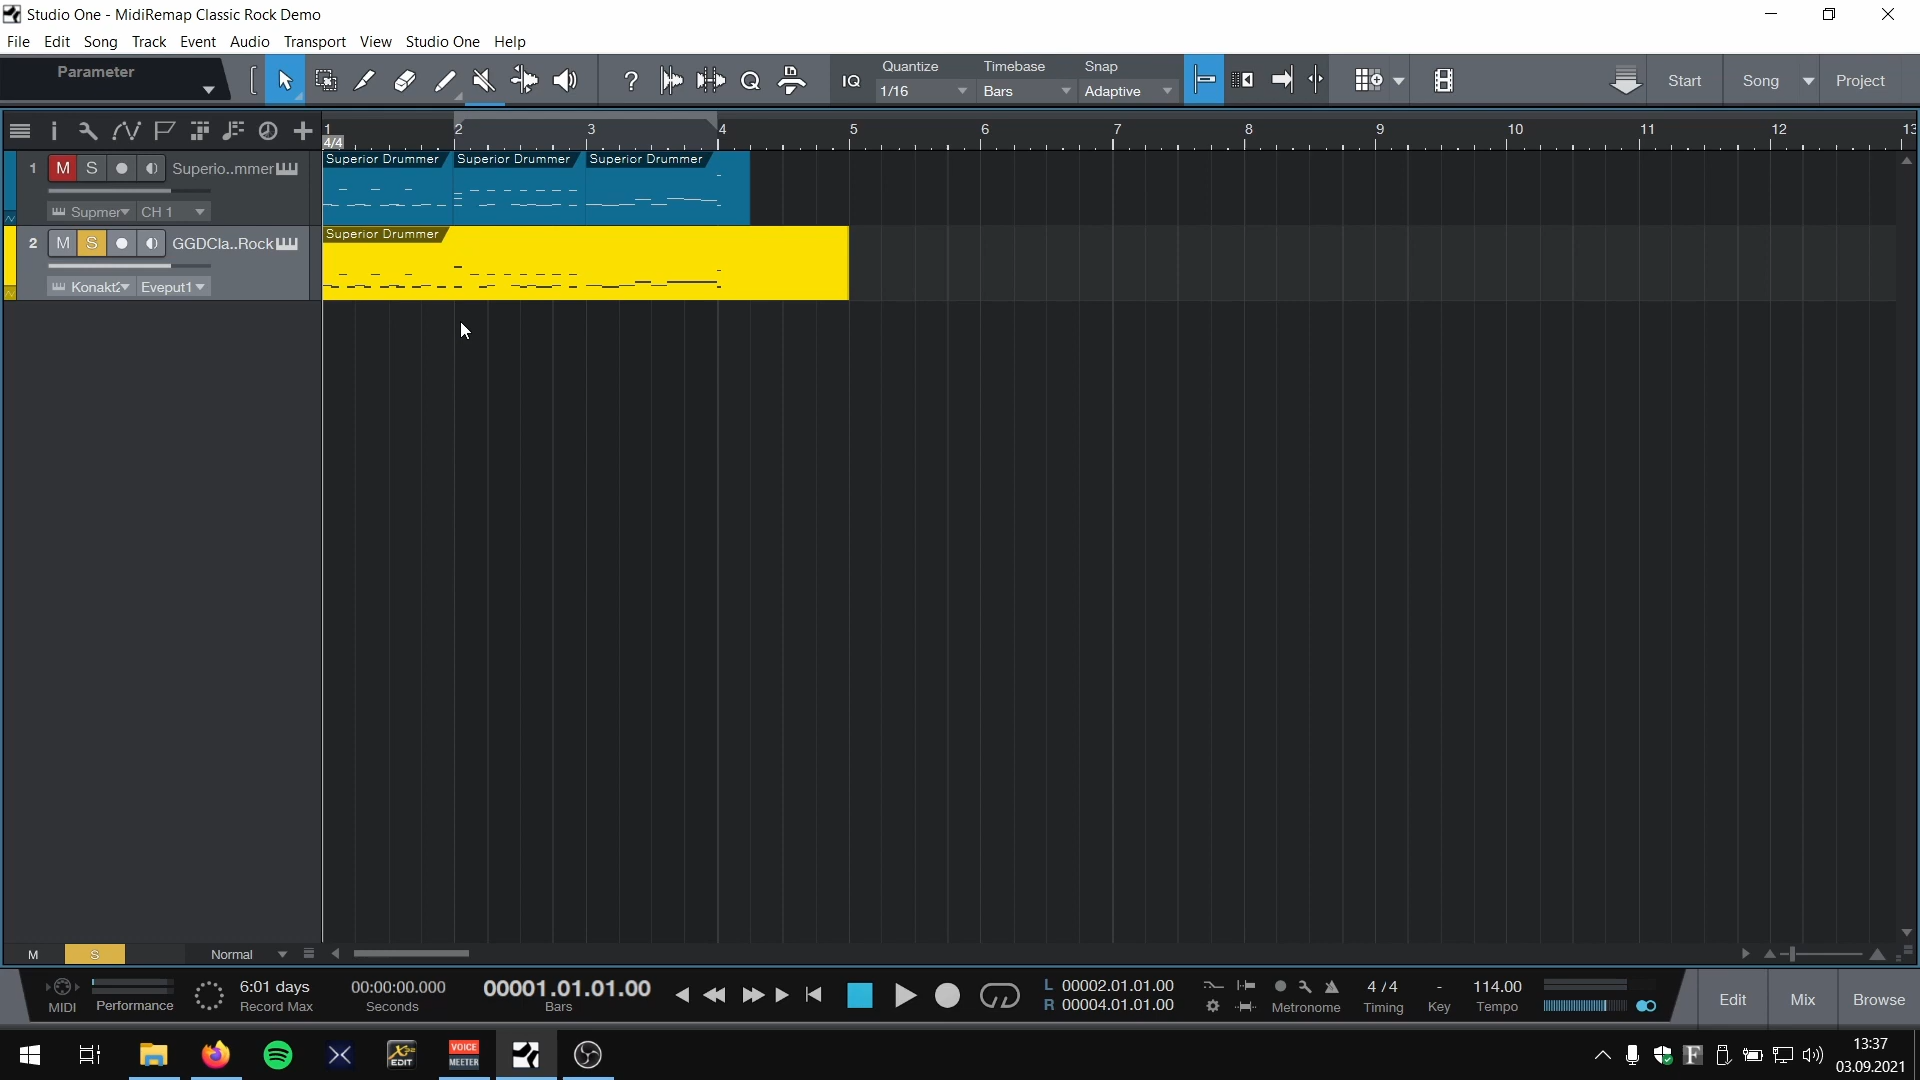 Studio One - MidiRemap Classic Rock Demo
File Edit Song Track Event Audio Transport View Studio One Help
Parameter
? Q IQ
Quantize Timebase Snap
1/16 Bars Adaptive
Start Song Project
1 2 3 4 5 6 7 8 9 10 11 12 13
4/4
1 M S Superio..mmer
Supmer CH 1
Superior Drummer Superior Drummer Superior Drummer
2 M S GGDCla..Rock
Eveput1
Superior Drummer
M S Normal
MIDI Performance
6:01 days
Record Max
00:00:00.000
Seconds
00001.01.01.00
Bars
L 00002.01.01.00
R 00004.01.01.00
Metronome
4 / 4
Timing
-
Key
114.00
Tempo
Edit Mix Browse
EDIT
VOICE
MEETER
F
13:37
03.09.2021